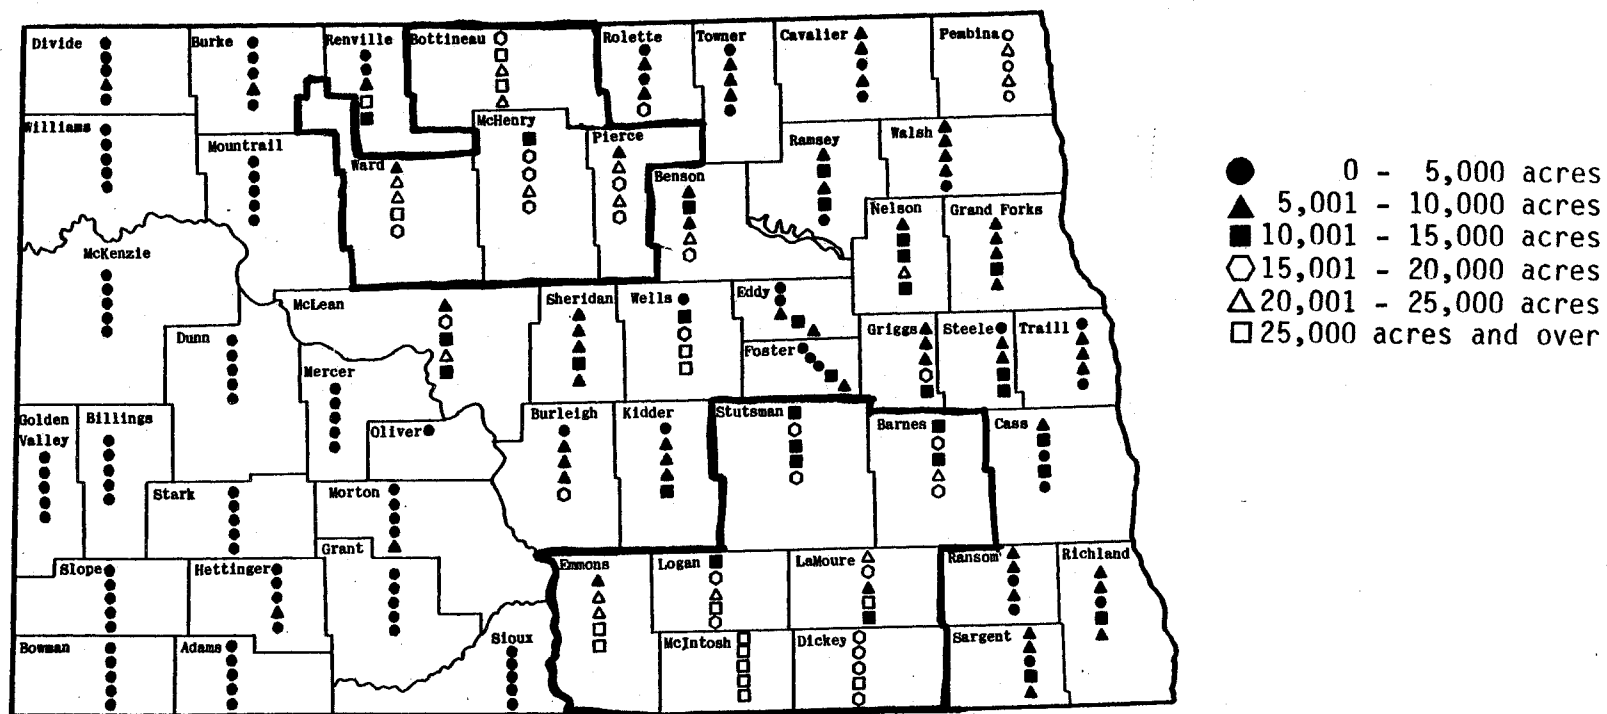 Divide
Burke
Renville
Bottineau
Rolette
Towner
Cavalier
Pembina
Williams
Mountrail
Ward
McHenry
Pierce
Benson
Ramsey
Walsh
Nelson
Grand Forks
McKenzie
McLean
Sheridan
Wells
Eddy
Foster
Griggs
Steele
Traill
Dunn
Mercer
Oliver
Golden
Valley
Billings
Burleigh
Kidder
Stutsman
Barnes
Cass
Stark
Morton
Grant
Slope
Hettinger
Emmons
Logan
LaMoure
Ransom
Richland
Bowman
Adams
Sioux
McIntosh
Dickey
Sargent
0 - 5,000 acres
5,001 - 10,000 acres
10,001 - 15,000 acres
15,001 - 20,000 acres
20,001 - 25,000 acres
25,000 acres and over